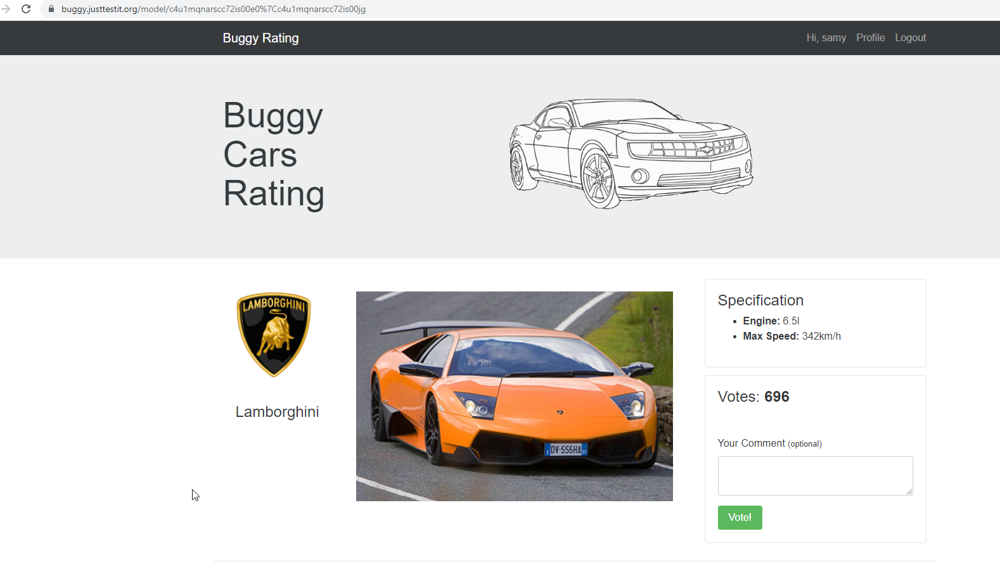 buggy.justtestit.org/model/c4u1mqnarscc72is00e0%7Cc4u1mqnarscc72is00jg
Buggy Rating
Hi, samy Profile Logout
Buggy
Cars
Rating
LAMBORGHINI
Lamborghini
DV·556HA
Specification
• Engine: 6.5l
• Max Speed: 342km/h
Votes: 696
Your Comment (optional)
Vote!